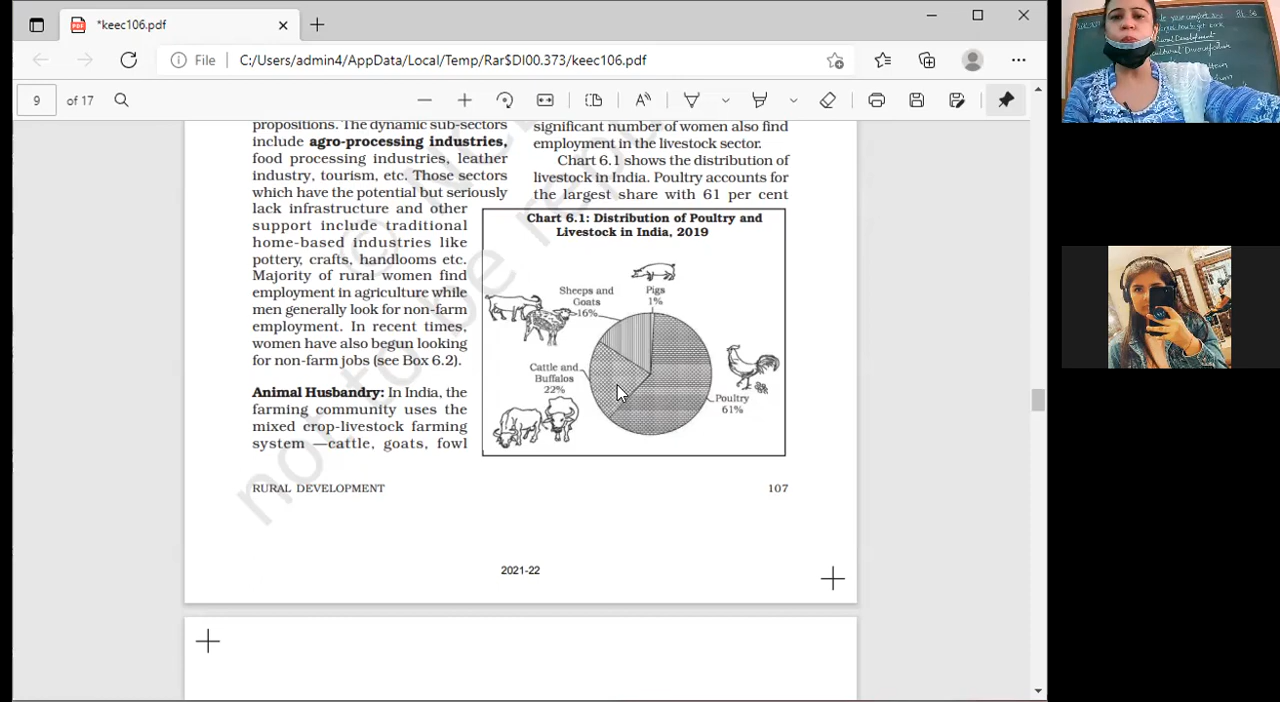 *keec106.pdf
File
C:/Users/admin4/AppData/Local/Temp/Rar$DI00.373/keec106.pdf
9 of 17
propositions. The dynamic sub-sectors
include agro-processing industries,
food processing industries, leather
industry, tourism, etc. Those sectors
which have the potential but seriously
lack infrastructure and other
support include traditional
home-based industries like
pottery, crafts, handlooms etc.
Majority of rural women find
employment in agriculture while
men generally look for non-farm
employment. In recent times,
women have also begun looking
for non-farm jobs (see Box 6.2).
Animal Husbandry: In India, the
farming community uses the
mixed crop-livestock farming
system —cattle, goats, fowl
significant number of women also find
employment in the livestock sector.
Chart 6.1 shows the distribution of
livestock in India. Poultry accounts for
the largest share with 61 per cent
Chart 6.1: Distribution of Poultry and
Livestock in India, 2019
Pigs
1%
Sheeps and
Goats
16%
Cattle and
Buffalos
22%
Poultry
61%
RURAL DEVELOPMENT
107
2021-22
not to be rep
© N